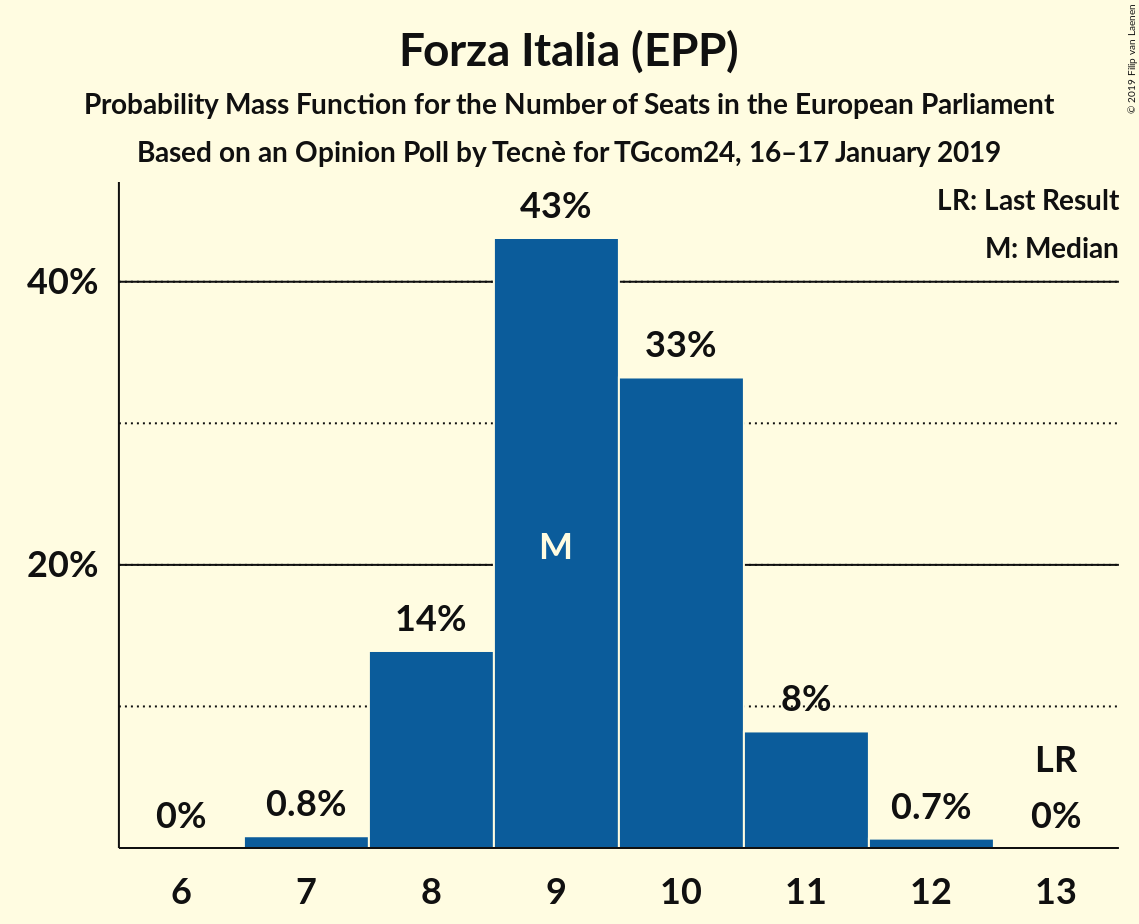 Forza Italia (EPP)
Probability Mass Function for the Number of Seats in the European Parliament
Based on an Opinion Poll by Tecnè for TGcom24, 16–17 January 2019
© 2019 Filip van Laenen
LR: Last Result
M: Median
40%
20%
0%
0.8%
14%
43%
M
33%
8%
0.7%
LR
0%
6 7 8 9 10 11 12 13